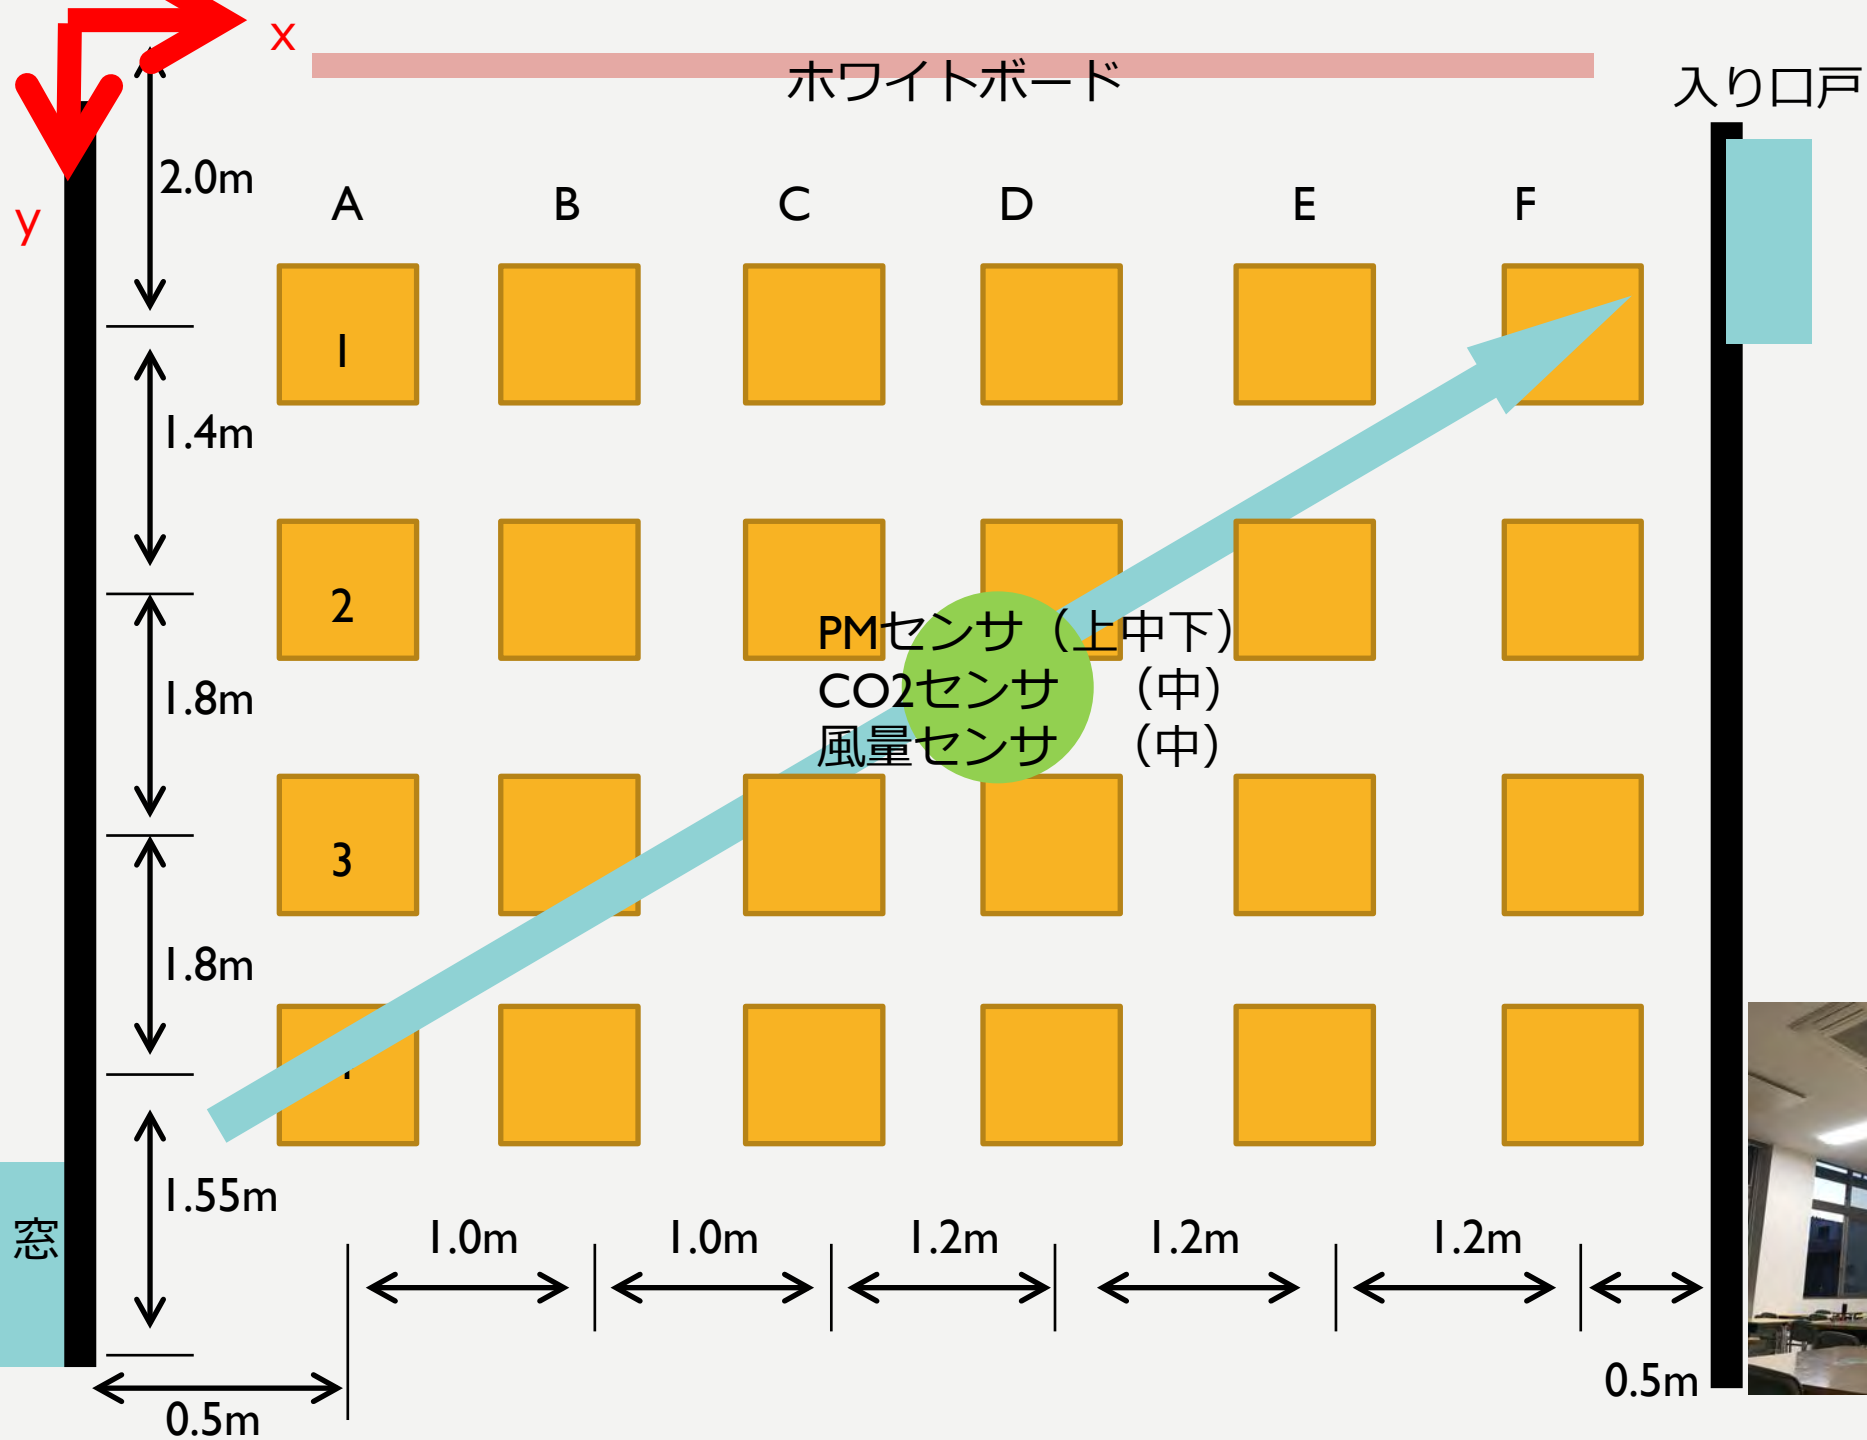 x
ホワイトボード
入り口戸
2.0m
y
A
B
C
D
E
F
1
1.4m
2
PMセンサ（上中下）
CO2センサ　（中）
風量センサ　（中）
1.8m
3
1.8m
1.55m
窓
1.0m
1.0m
1.2m
1.2m
1.2m
0.5m
0.5m